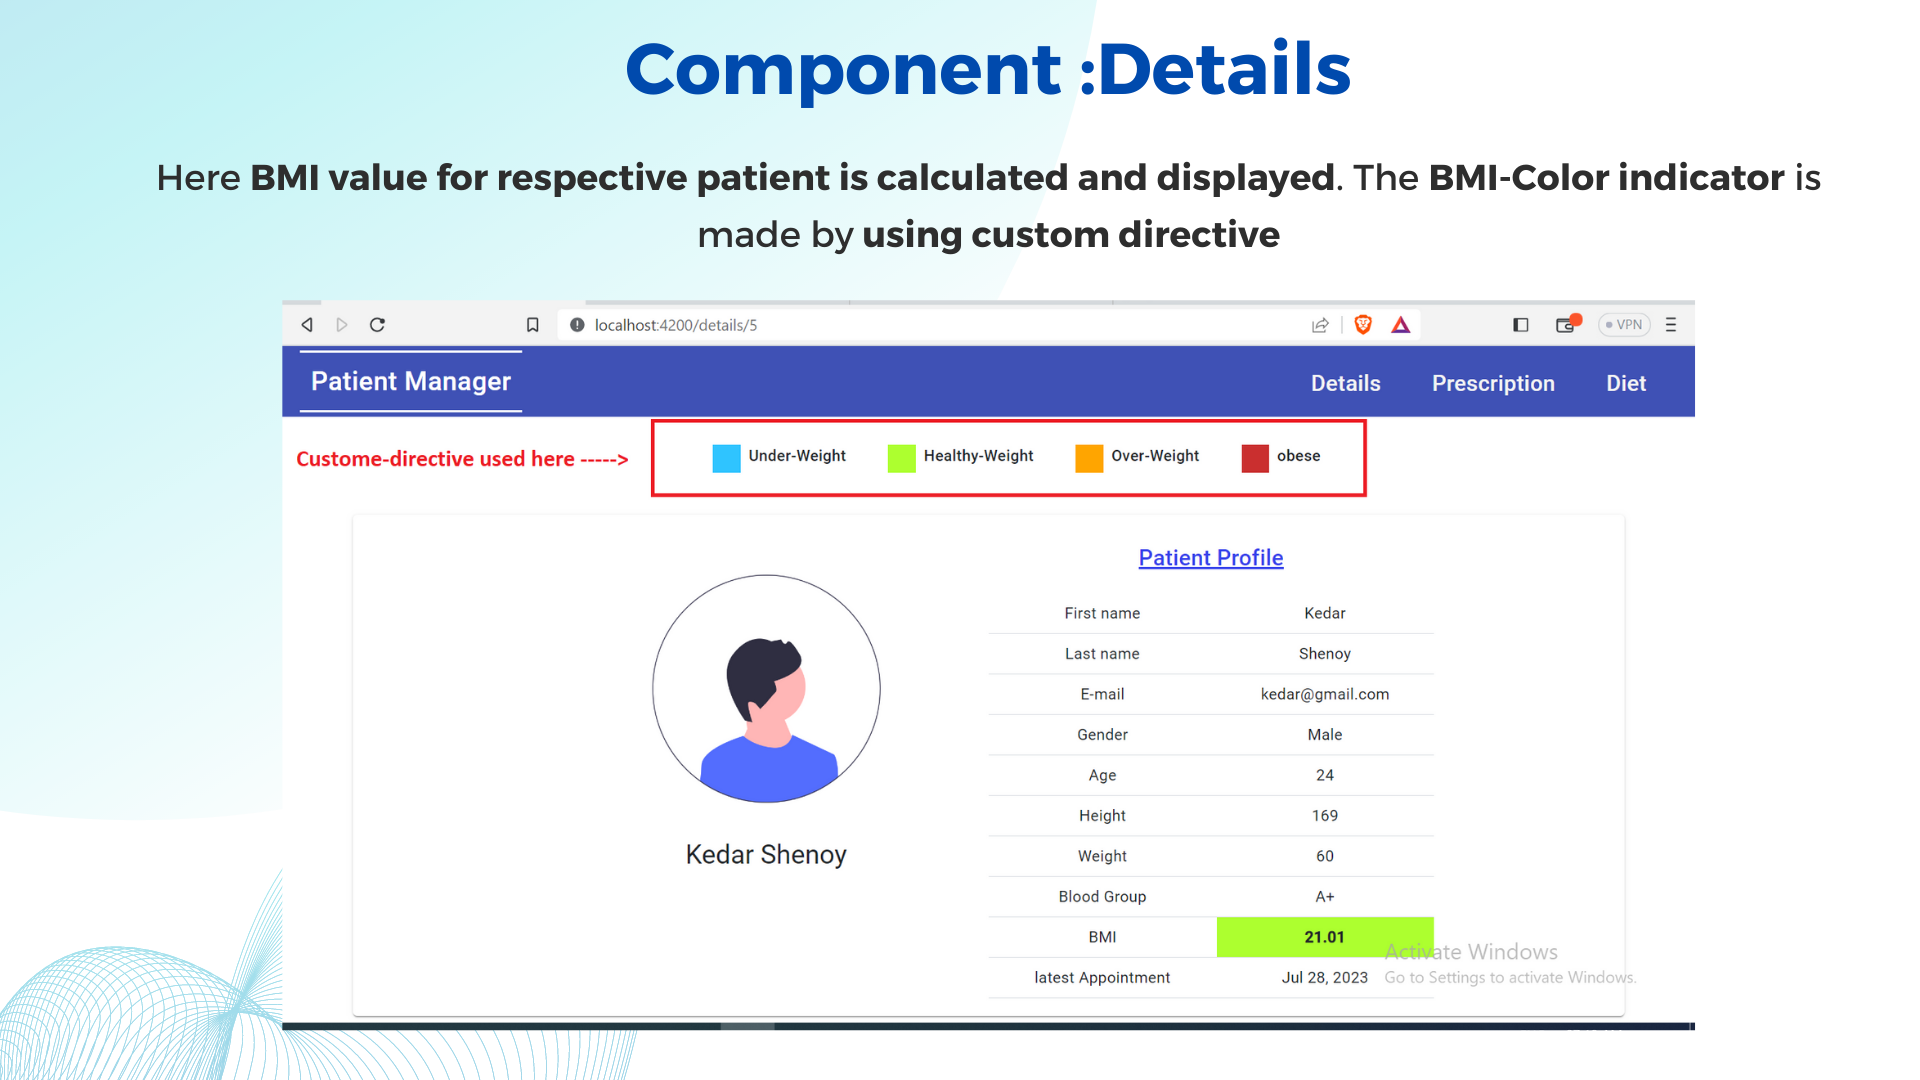 Component :Details
Here BMI value for respective patient is calculated and displayed. The BMI-Color indicator is
made by using custom directive
localhost:4200/details/5
VPN
Patient Manager
Details
Prescription
Diet
Custome-directive used here ----->
Under-Weight
Healthy-Weight
Over-Weight
obese
Patient Profile
First name Kedar
Last name Shenoy
E-mail kedar@gmail.com
Gender Male
Age 24
Height 169
Weight 60
Blood Group A+
BMI 21.01
latest Appointment Jul 28, 2023
Kedar Shenoy
Activate Windows
Go to Settings to activate Windows.